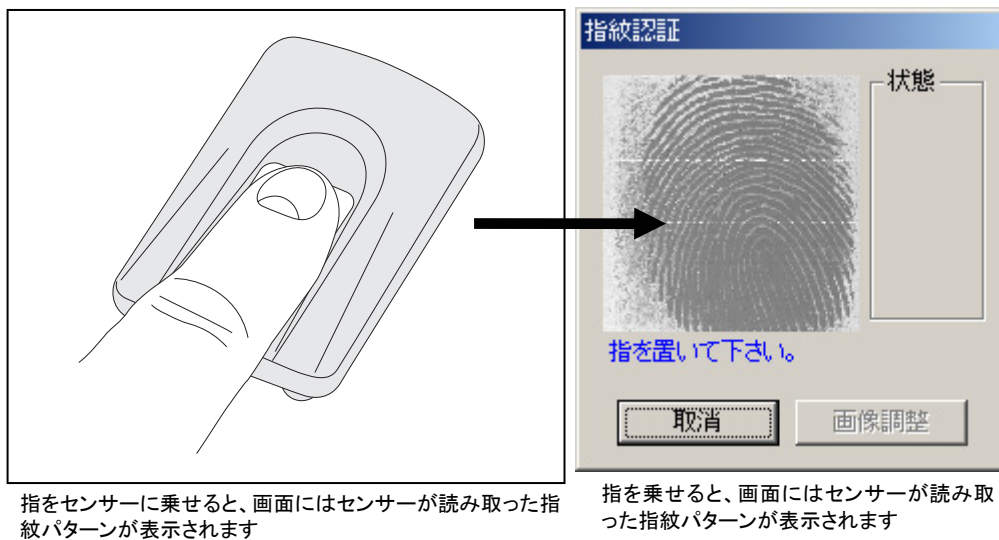 指をセンサーに乗せると、画面にはセンサーが読み取った指
紋パターンが表示されます
指紋認証
状態
指を置いて下さい。
取消
画像調整
指を乗せると、画面にはセンサーが読み取
った指紋パターンが表示されます